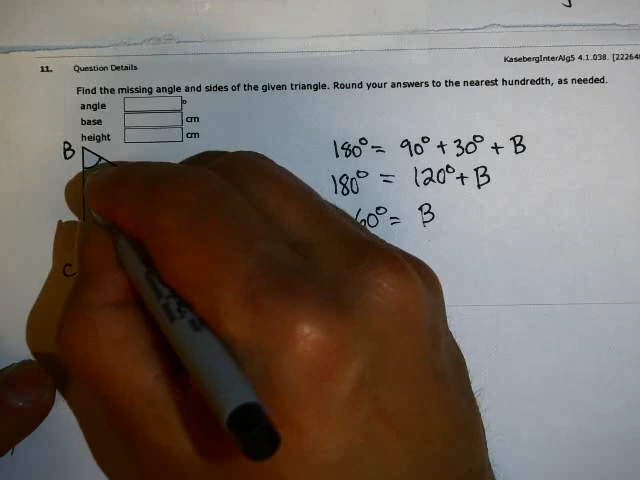 KasebergInterAlg5 4.1.038. [22264
11. Question Details
Find the missing angle and sides of the given triangle. Round your answers to the nearest hundredth, as needed.
angle °
base cm
height cm
B
C
180° = 90° + 30° + B
180° = 120° + B
60° = B